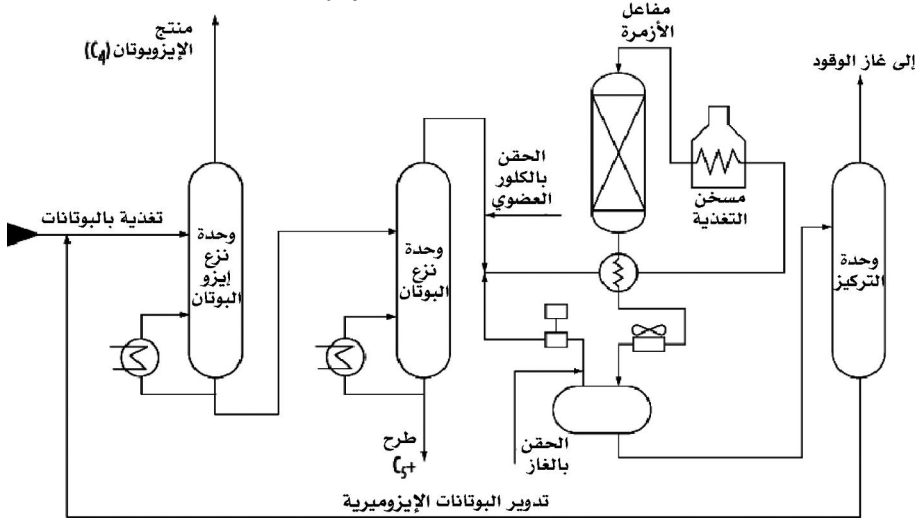 منتج
الإيزوبوتان (C₄)
مفاعل
الأزمرة
إلى غاز الوقود
الحقن
بالكلور
العضوي
مسخن
التغذية
تغذية بالبوتانات
وحدة
نزع
إيزو
البوتان
وحدة
نزع
البوتان
وحدة
التركيز
طرح
C₅+
الحقن
بالغاز
تدوير البوتانات الإيزوميرية